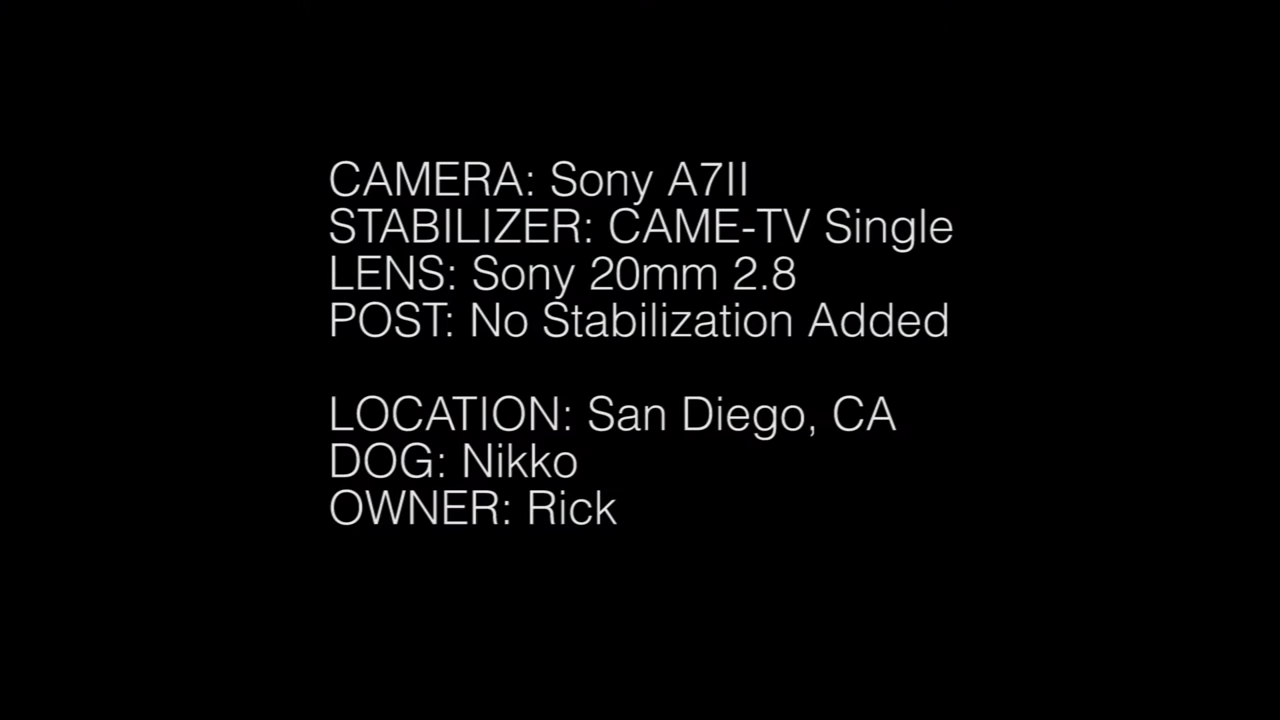 CAMERA: Sony A7II
STABILIZER: CAME-TV Single
LENS: Sony 20mm 2.8
POST: No Stabilization Added
LOCATION: San Diego, CA
DOG: Nikko
OWNER: Rick